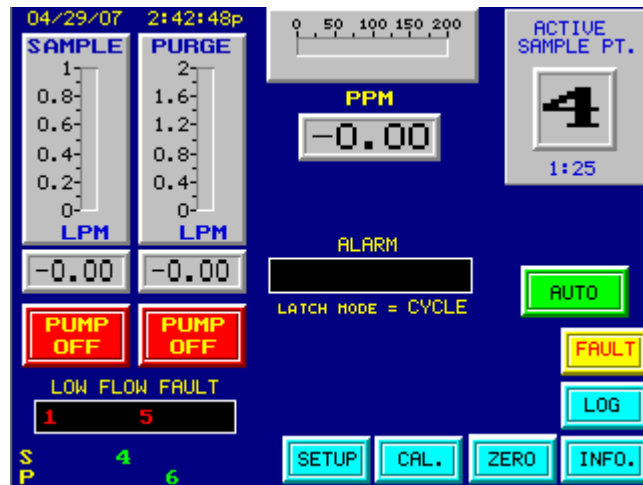 04/29/07 2:42:48p
SAMPLE
1
0.8
0.6
0.4
0.2
0
LPM
-0.00
PUMP
OFF
PURGE
2
1.6
1.2
0.8
0.4
0
LPM
-0.00
PUMP
OFF
LOW FLOW FAULT
1 5
S 4
P 6
0 50 100 150 200
PPM
-0.00
ALARM
LATCH MODE = CYCLE
ACTIVE
SAMPLE PT.
4
1:25
AUTO
FAULT
LOG
SETUP CAL. ZERO INFO.